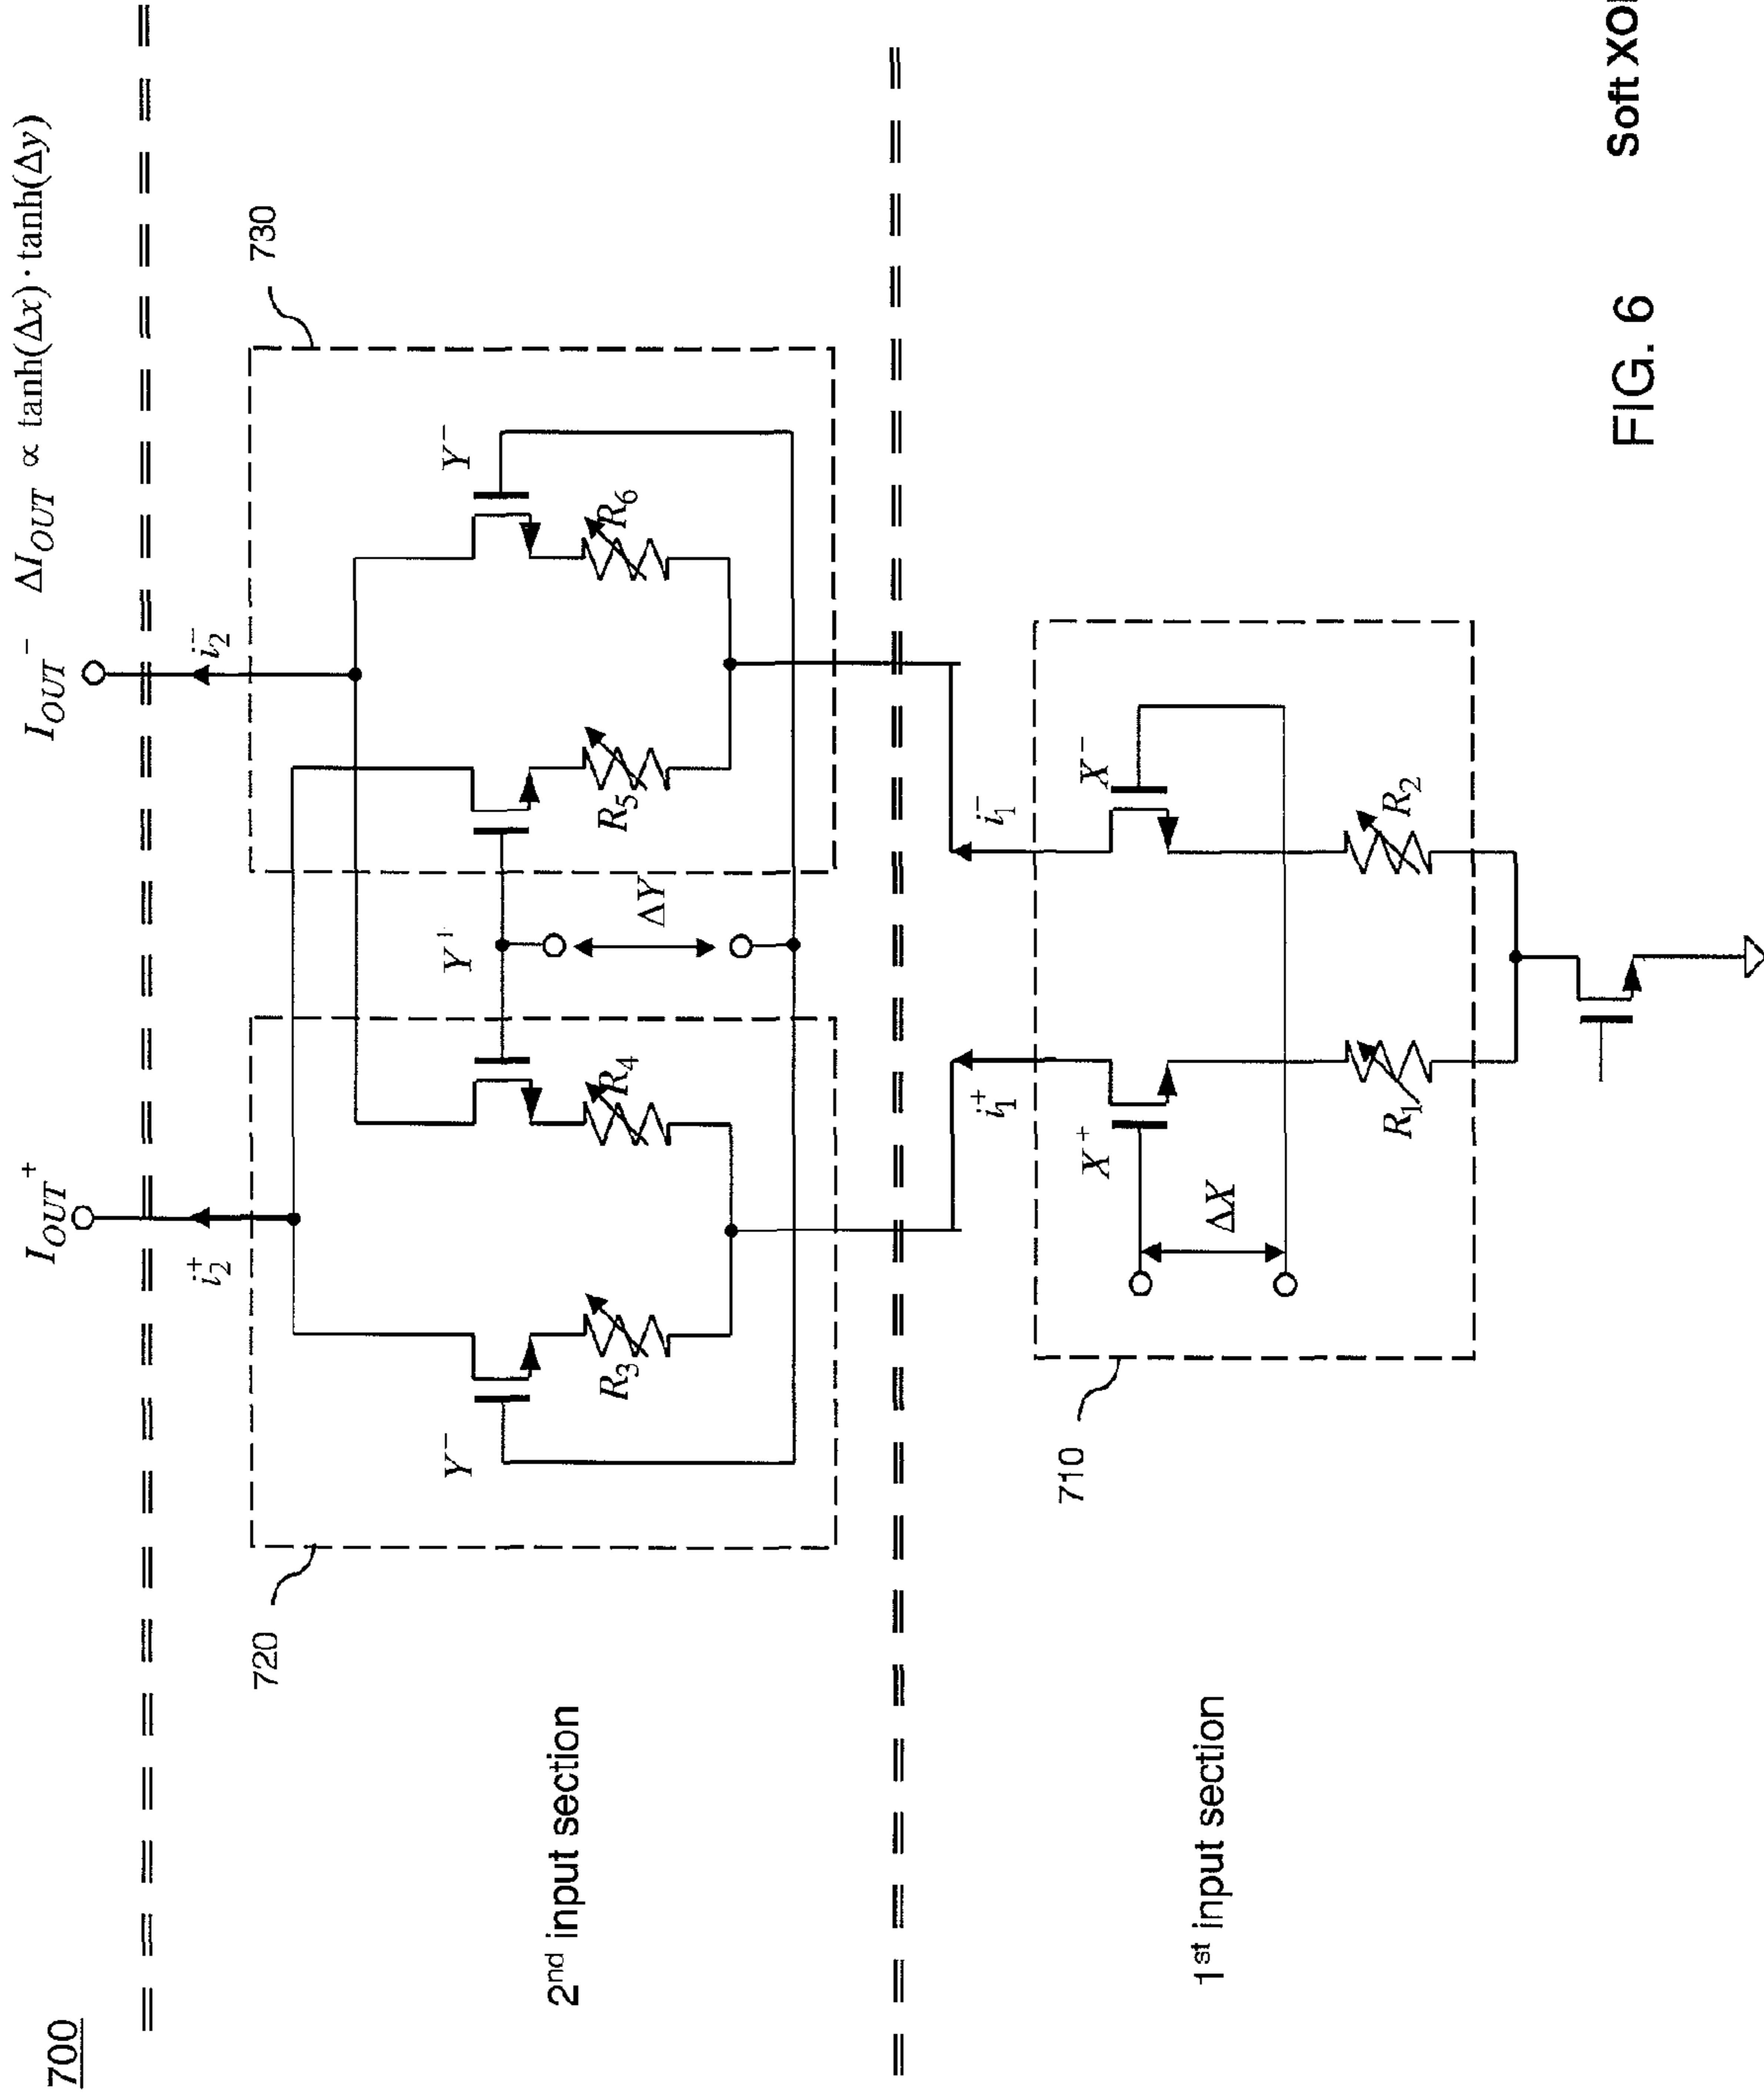 700
I_OUT^+
I_OUT^- ΔI_OUT ∝ tanh(Δx)·tanh(Δy)
i_2^+
i_2^-
720
730
2nd input section
Y^-
Y^+
Y^-
R_3
R_4
ΔY
R_5
R_6
i_1^+
i_1^-
1st input section
710
X^+
X^-
ΔX
R_1
R_2
FIG. 6
Soft